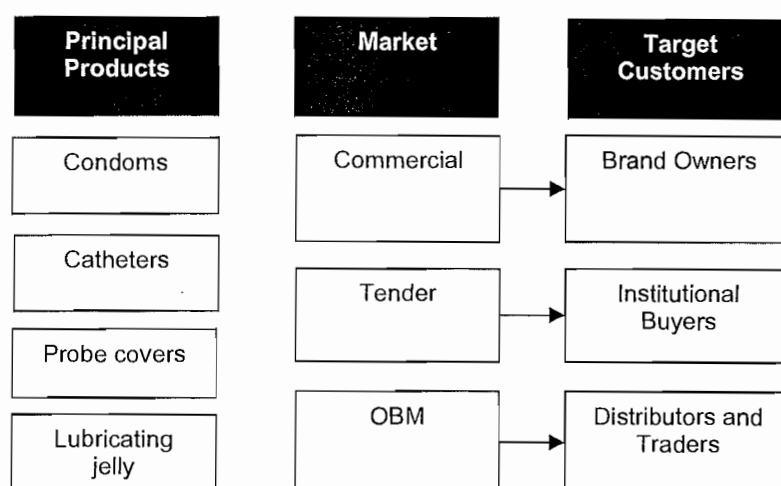 Principal
Products
Market
Target
Customers
Condoms
Commercial
Brand Owners
Catheters
Tender
Institutional
Buyers
Probe covers
OBM
Distributors and
Traders
Lubricating
jelly